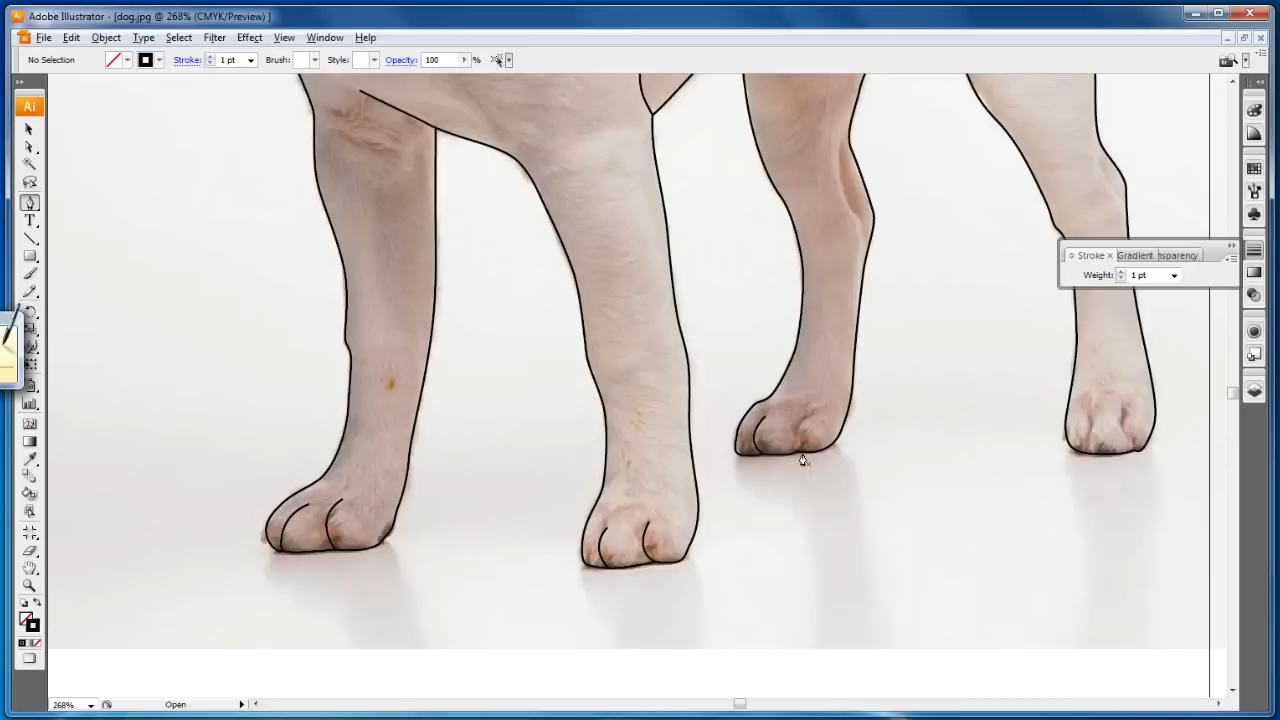 Adobe Illustrator - [dog.jpg @ 268% (CMYK/Preview) ]
File Edit Object Type Select Filter Effect View Window Help
No Selection Stroke: 1 pt Brush: Style: Opacity: 100 %
Ai
T
Stroke Gradient nsparency
Weight: 1 pt
268% Open